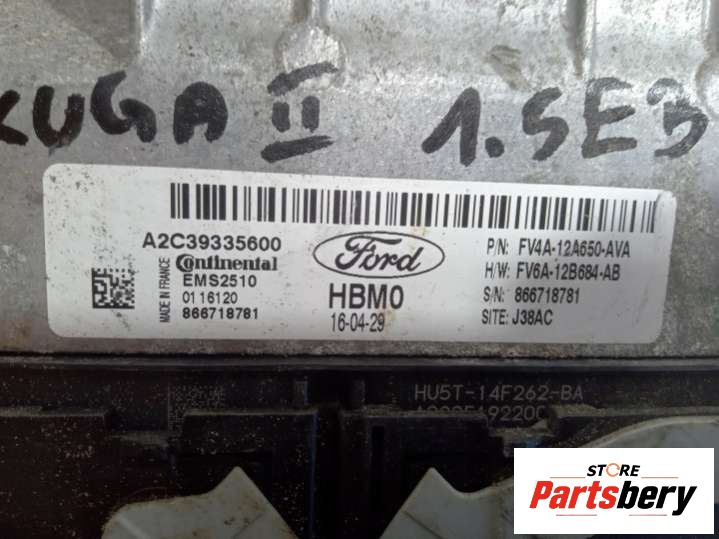 KUGA II 1.5EB
A2C39335600
Continental
EMS2510
01 16120
866718781
MADE IN FRANCE
Ford
HBM0
16-04-29
P/N: FV4A-12A650-AVA
H/W: FV6A-12B684-AB
S/N: 866718781
SITE: J38AC
HU5T-14F262-BA
STORE
Partsbery